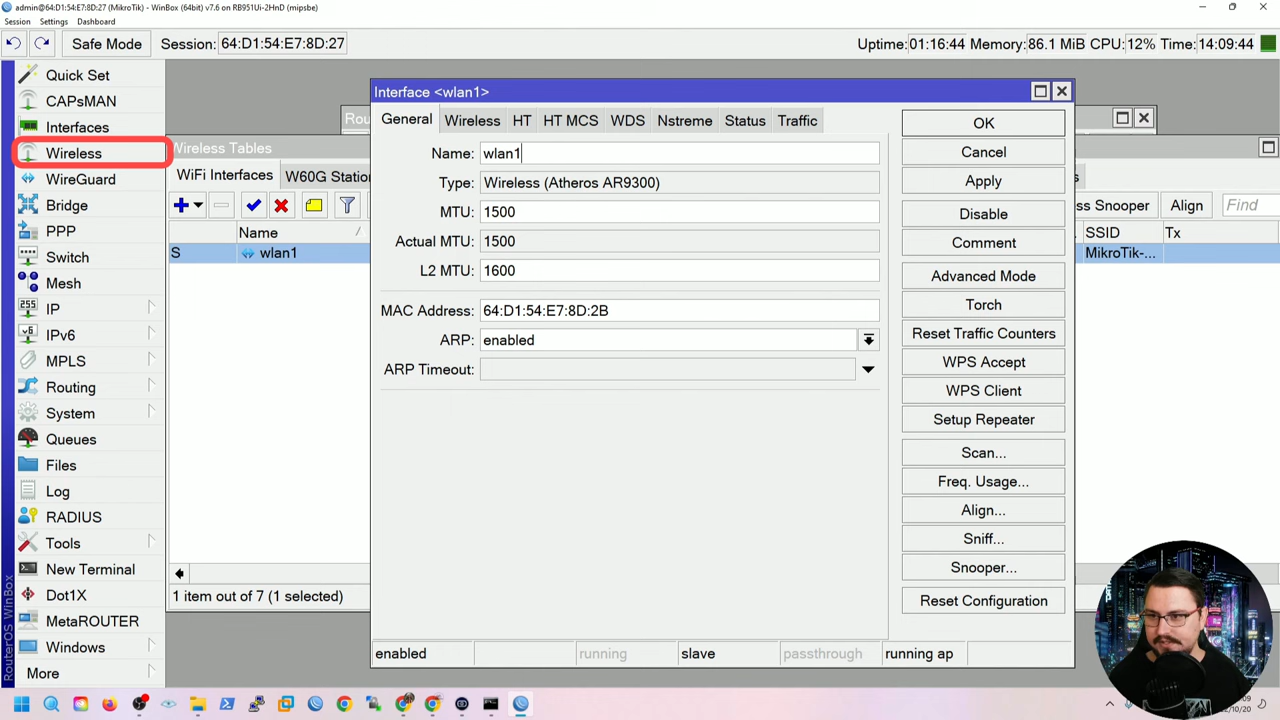 admin@64:D1:54:E7:8D:27 (MikroTik) - WinBox (64bit) v7.6 on RB951Ui-2HnD (mipsbe)
Session Settings Dashboard
Safe Mode Session: 64:D1:54:E7:8D:27 Uptime: 01:16:44 Memory: 86.1 MiB CPU: 12% Time: 14:09:44
Quick Set
CAPsMAN
Interfaces
Wireless
WireGuard
Bridge
PPP
Switch
Mesh
IP
IPv6
MPLS
Routing
System
Queues
Files
Log
RADIUS
Tools
New Terminal
Dot1X
MetaROUTER
Windows
More
RouterOS WinBox
Wireless Tables
WiFi Interfaces W60G Station
Name
S wlan1
1 item out of 7 (1 selected)
Interface <wlan1>
General Wireless HT HT MCS WDS Nstreme Status Traffic
Name: wlan1
Type: Wireless (Atheros AR9300)
MTU: 1500
Actual MTU: 1500
L2 MTU: 1600
MAC Address: 64:D1:54:E7:8D:2B
ARP: enabled
ARP Timeout:
OK
Cancel
Apply
Disable
Comment
Advanced Mode
Torch
Reset Traffic Counters
WPS Accept
WPS Client
Setup Repeater
Scan...
Freq. Usage...
Align...
Sniff...
Snooper...
Reset Configuration
enabled running slave passthrough running ap
Snooper Align Find
SSID Tx
MikroTik-...